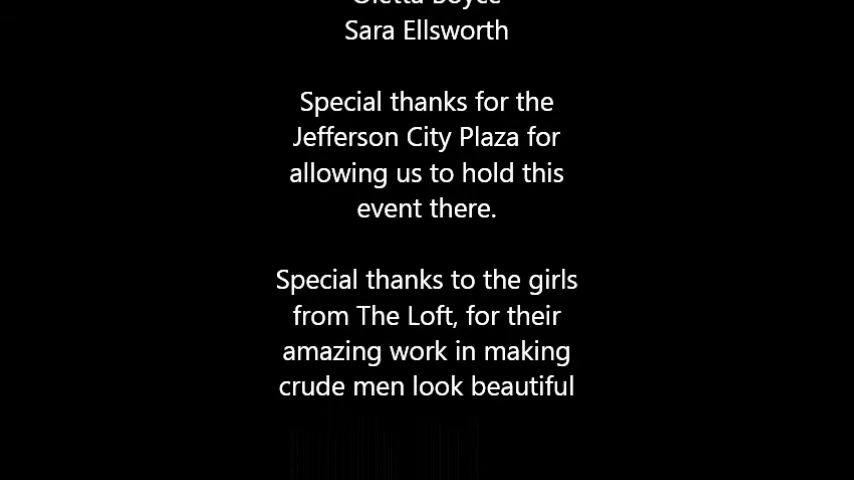 Sara Ellsworth
Special thanks for the
Jefferson City Plaza for
allowing us to hold this
event there.
Special thanks to the girls
from The Loft, for their
amazing work in making
crude men look beautiful